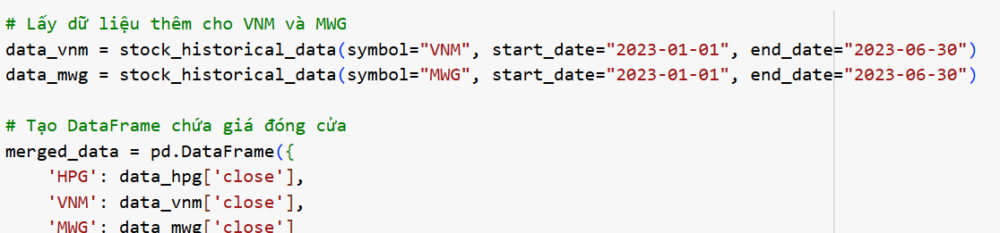 # Lấy dữ liệu thêm cho VNM và MWG
data_vnm = stock_historical_data(symbol="VNM", start_date="2023-01-01", end_date="2023-06-30")
data_mwg = stock_historical_data(symbol="MWG", start_date="2023-01-01", end_date="2023-06-30")
# Tạo DataFrame chứa giá đóng cửa
merged_data = pd.DataFrame({
'HPG': data_hpg['close'],
'VNM': data_vnm['close'],
'MWG': data_mwg['close']